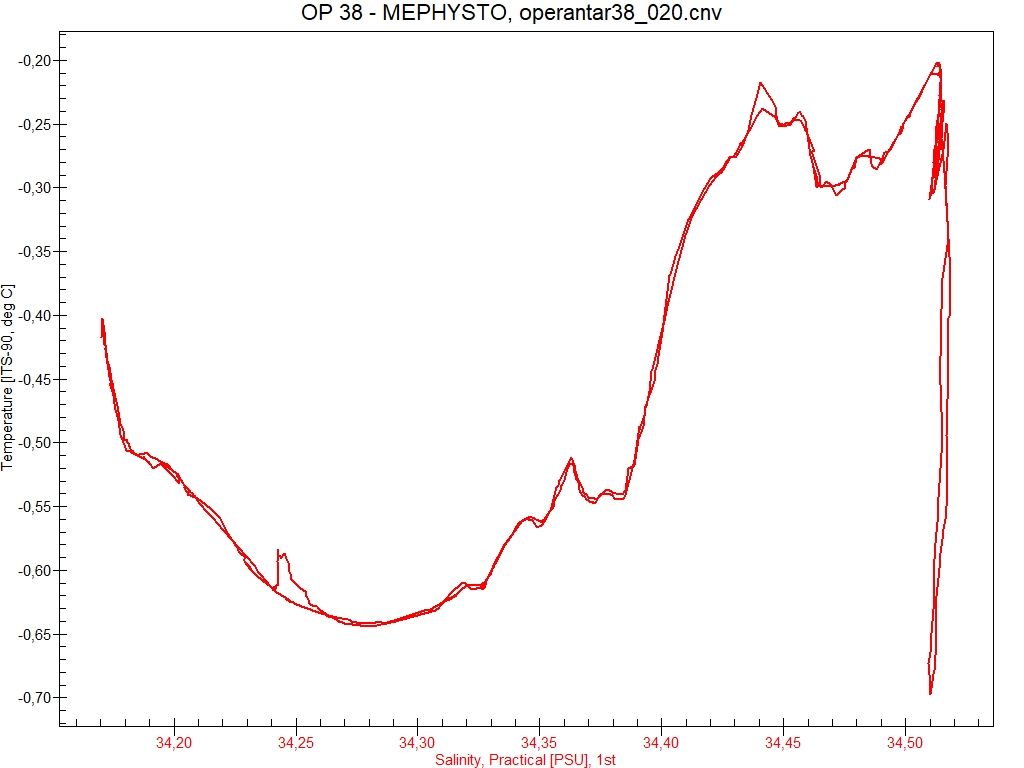 OP 38 - MEPHYSTO, operantar38_020.cnv
Temperature [ITS-90, deg C]
-0,20
-0,25
-0,30
-0,35
-0,40
-0,45
-0,50
-0,55
-0,60
-0,65
-0,70
34,20 34,25 34,30 34,35 34,40 34,45 34,50
Salinity, Practical [PSU], 1st